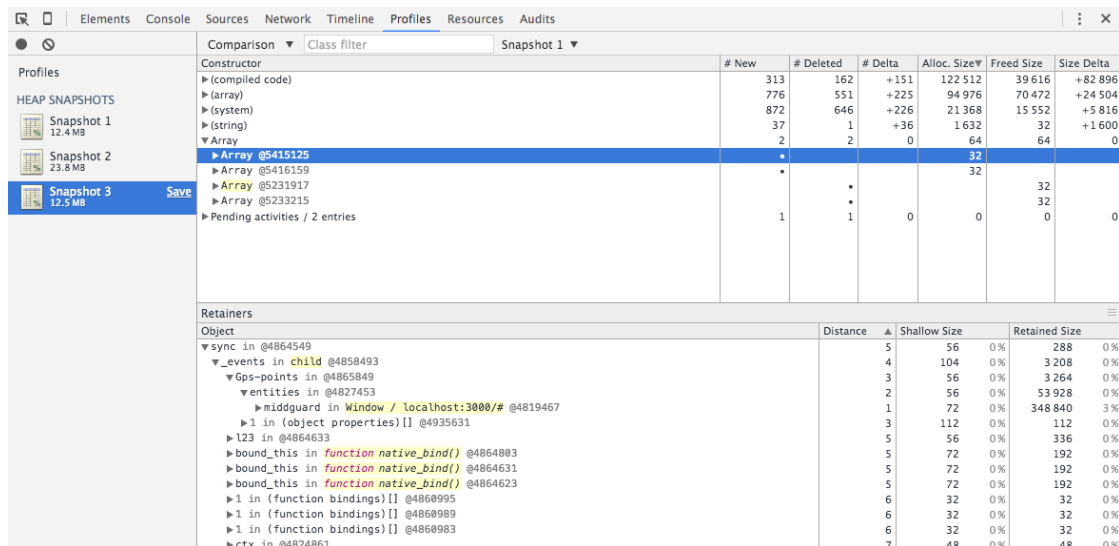 Elements Console Sources Network Timeline Profiles Resources Audits
Comparison ▼ Class filter Snapshot 1 ▼
Profiles
HEAP SNAPSHOTS
Snapshot 1
12.4 MB
Snapshot 2
23.8 MB
Snapshot 3 Save
12.5 MB
Constructor # New # Deleted # Delta Alloc. Size▼ Freed Size Size Delta
▶(compiled code) 313 162 +151 122 512 39 616 +82 896
▶(array) 776 551 +225 94 976 70 472 +24 504
▶(system) 872 646 +226 21 368 15 552 +5 816
▶(string) 37 1 +36 1 632 32 +1 600
▼Array 2 2 0 64 64 0
▶Array @5415125 • 32
▶Array @5416159 • 32
▶Array @5231917 • 32
▶Array @5233215 • 32
▶Pending activities / 2 entries 1 1 0 0 0 0
Retainers
Object Distance ▲ Shallow Size Retained Size
▼sync in @4864549 5 56 0% 288 0%
▼_events in child @4858493 4 104 0% 3 208 0%
▼Gps-points in @4865849 3 56 0% 3 264 0%
▼entities in @4827453 2 56 0% 53 928 0%
▶middguard in Window / localhost:3000/# @4819467 1 72 0% 348 840 3%
▶1 in (object properties)[] @4935631 3 112 0% 112 0%
▶l23 in @4864633 5 56 0% 336 0%
▶bound_this in function native_bind() @4864803 5 72 0% 192 0%
▶bound_this in function native_bind() @4864631 5 72 0% 192 0%
▶bound_this in function native_bind() @4864623 5 72 0% 192 0%
▶1 in (function bindings)[] @4860995 6 32 0% 32 0%
▶1 in (function bindings)[] @4860989 6 32 0% 32 0%
▶1 in (function bindings)[] @4860983 6 32 0% 32 0%
▶ctx in @4824861 7 48 0% 48 0%